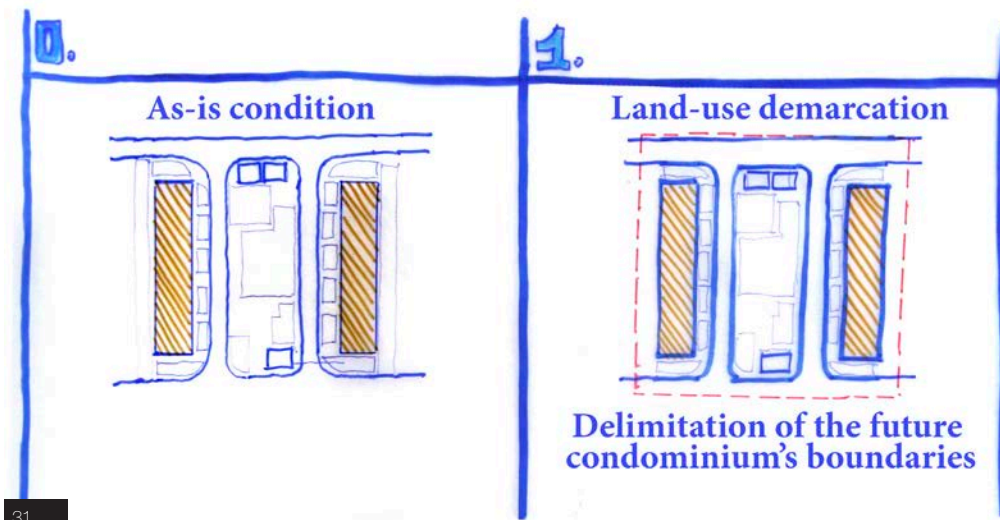 0.
1.
As-is condition
Land-use demarcation
Delimitation of the future
condominium's boundaries
31